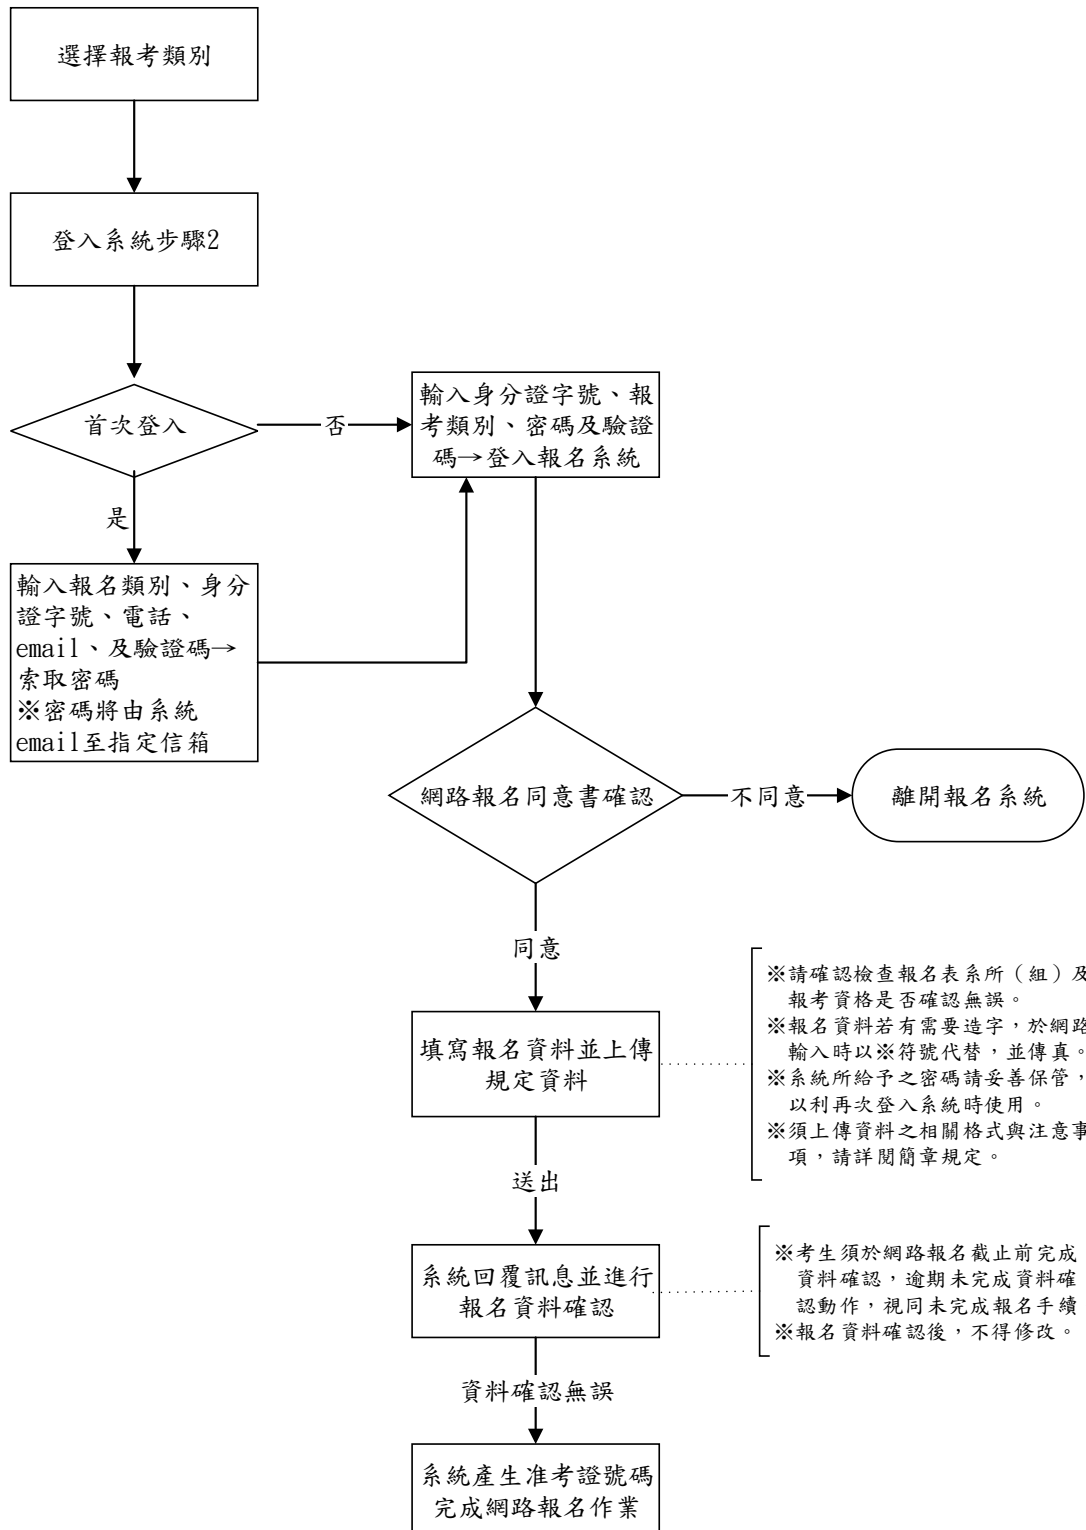 選擇報考類別
登入系統步驟2
首次登入
否
輸入身分證字號、報
考類別、密碼及驗證
碼→登入報名系統
是
輸入報名類別、身分
證字號、電話、
email、及驗證碼→
索取密碼
※密碼將由系統
email至指定信箱
網路報名同意書確認
不同意
離開報名系統
同意
填寫報名資料並上傳
規定資料
※請確認檢查報名表系所（組）及
報考資格是否確認無誤。
※報名資料若有需要造字，於網路
輸入時以※符號代替，並傳真。
※系統所給予之密碼請妥善保管，
以利再次登入系統時使用。
※須上傳資料之相關格式與注意事
項，請詳閱簡章規定。
送出
系統回覆訊息並進行
報名資料確認
※考生須於網路報名截止前完成
資料確認，逾期未完成資料確
認動作，視同未完成報名手續
※報名資料確認後，不得修改。
資料確認無誤
系統產生准考證號碼
完成網路報名作業